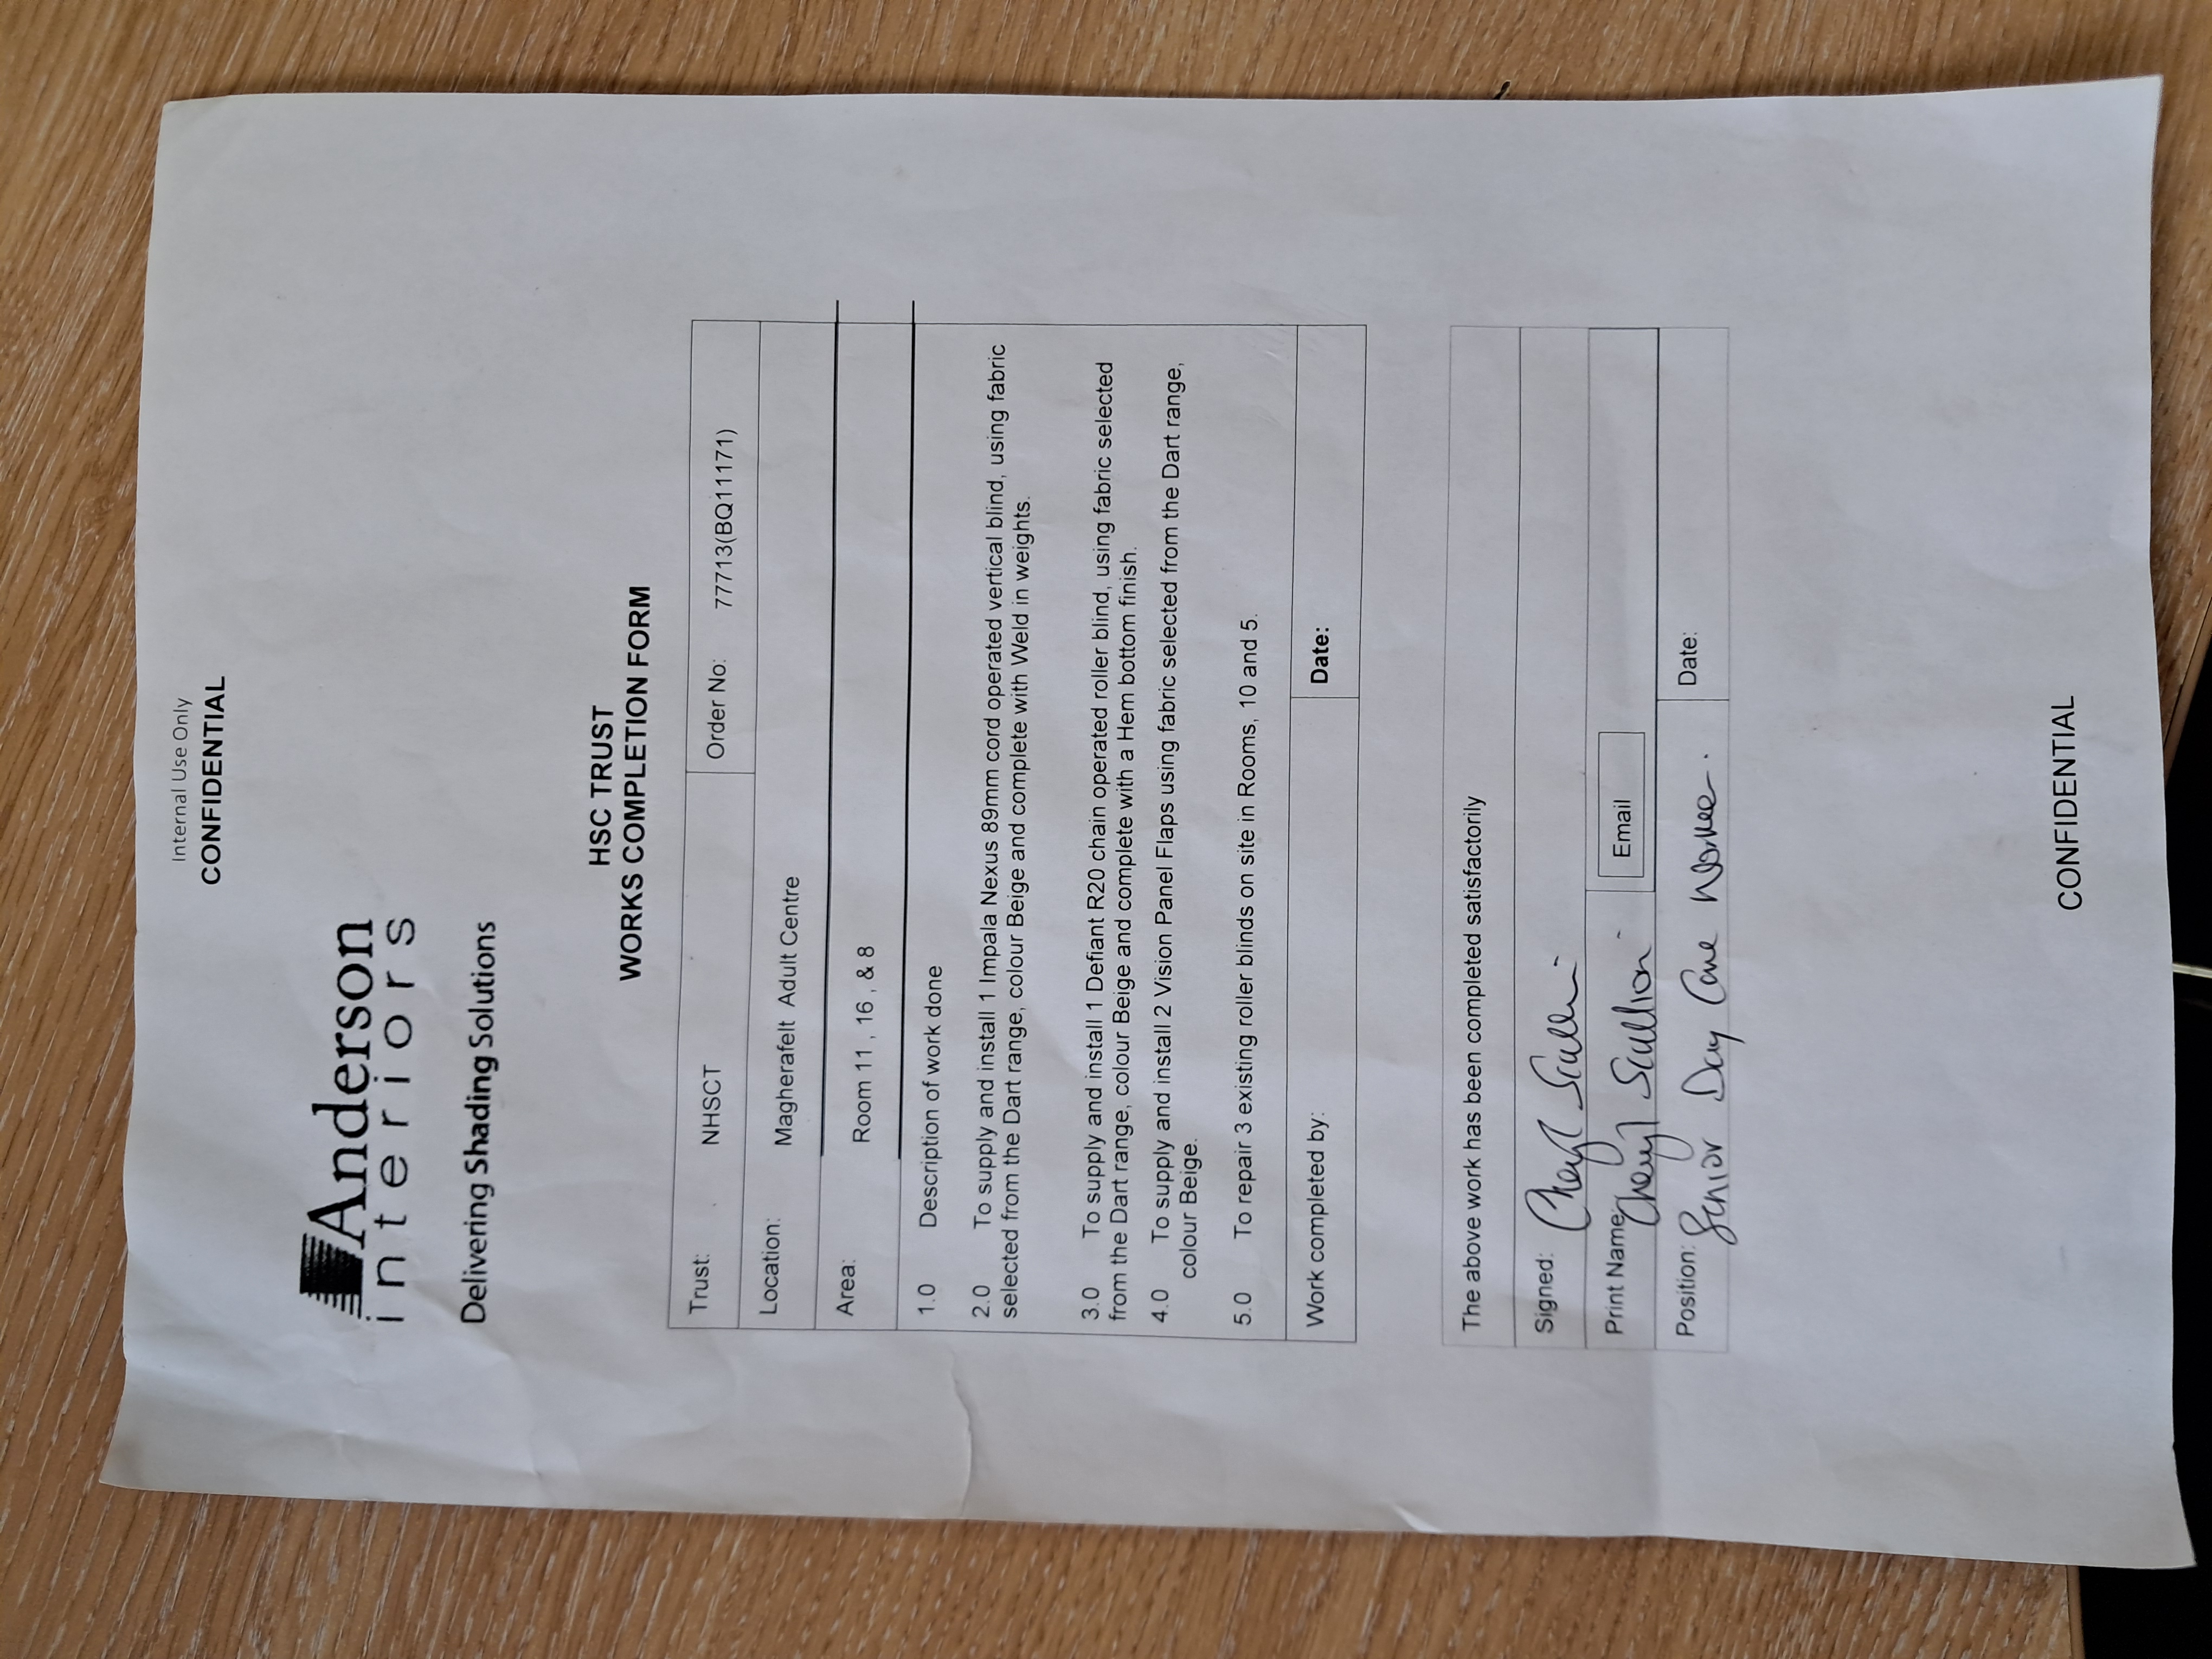 Internal Use Only
CONFIDENTIAL
Anderson
interiors
Delivering Shading Solutions
HSC TRUST
WORKS COMPLETION FORM
Trust: NHSCT Order No: 77713(BQ11171)
Location: Magherafelt Adult Centre
Area: Room 11, 16, & 8
1.0 Description of work done
2.0 To supply and install 1 Impala Nexus 89mm cord operated vertical blind, using fabric
selected from the Dart range, colour Beige and complete with Weld in weights.
3.0 To supply and install 1 Defiant R20 chain operated roller blind, using fabric selected
from the Dart range, colour Beige and complete with a Hem bottom finish.
4.0 To supply and install 2 Vision Panel Flaps using fabric selected from the Dart range,
colour Beige.
5.0 To repair 3 existing roller blinds on site in Rooms, 10 and 5.
Work completed by: Date:
The above work has been completed satisfactorily
Signed: Cheryl Scullion
Print Name: Cheryl Scullion Email
Position: Senior Day Care Worker. Date:
CONFIDENTIAL